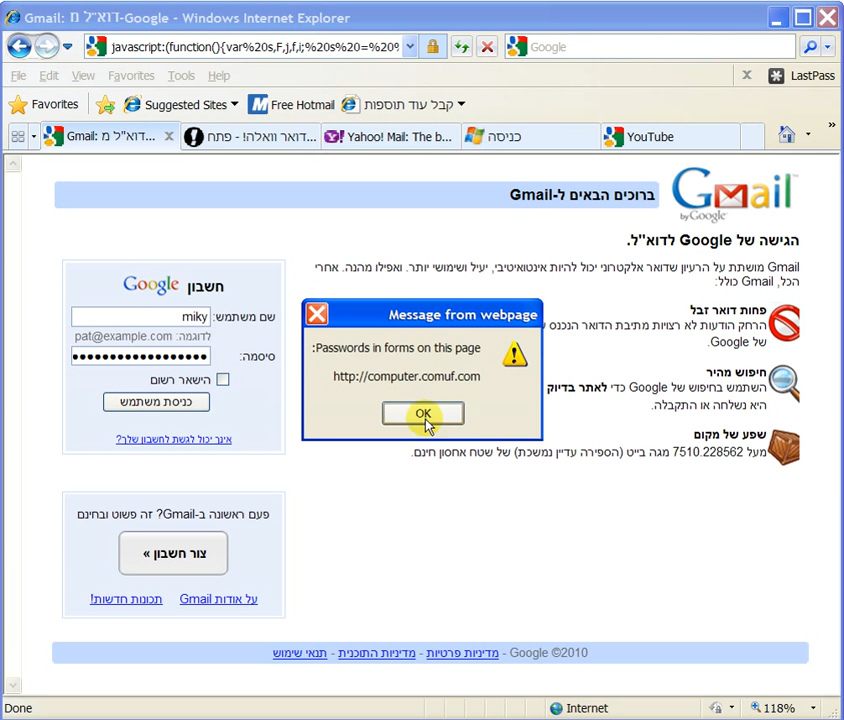 Gmail: דוא"ל מ-Google - Windows Internet Explorer
javascript:(function(){var%20s,F,j,f,i;%20s%20=%20%
Google
File Edit View Favorites Tools Help
x LastPass
Favorites Suggested Sites Free Hotmail קבל עוד תוספות
Gmail: דוא"ל מ... דואר וואלה! - פתח... Yahoo! Mail: The b... כניסה YouTube
ברוכים הבאים ל-Gmail
Gmail
by Google
הגישה של Google לדוא"ל.
Gmail מושתת על הרעיון שדואר אלקטרוני יכול להיות אינטואיטיבי, יעיל ושימושי יותר. ואפילו מהנה. אחרי
הכל, Gmail כולל:
פחות דואר זבל
הרחק הודעות לא רצויות מתיבת הדואר הנכנס
של Google.
חיפוש מהיר
השתמש בחיפוש של Google כדי לאתר בדיוק
היא נשלחה או התקבלה.
שפע של מקום
מעל 7510.228562 מגה בייט (הספירה עדיין נמשכת) של שטח אחסון חינם.
חשבון Google
שם משתמש: miky
לדוגמה: pat@example.com
סיסמה: ••••••••••••••••
הישאר רשום
כניסת משתמש
אינך יכול לגשת לחשבון שלך?
Message from webpage
:Passwords in forms on this page
http://computer.comuf.com
OK
פעם ראשונה ב-Gmail? זה פשוט ובחינם
צור חשבון »
על אודות Gmail תכונות חדשות!
Google ©2010 - מדיניות פרטיות - מדיניות התוכנית - תנאי שימוש
Done Internet 118%